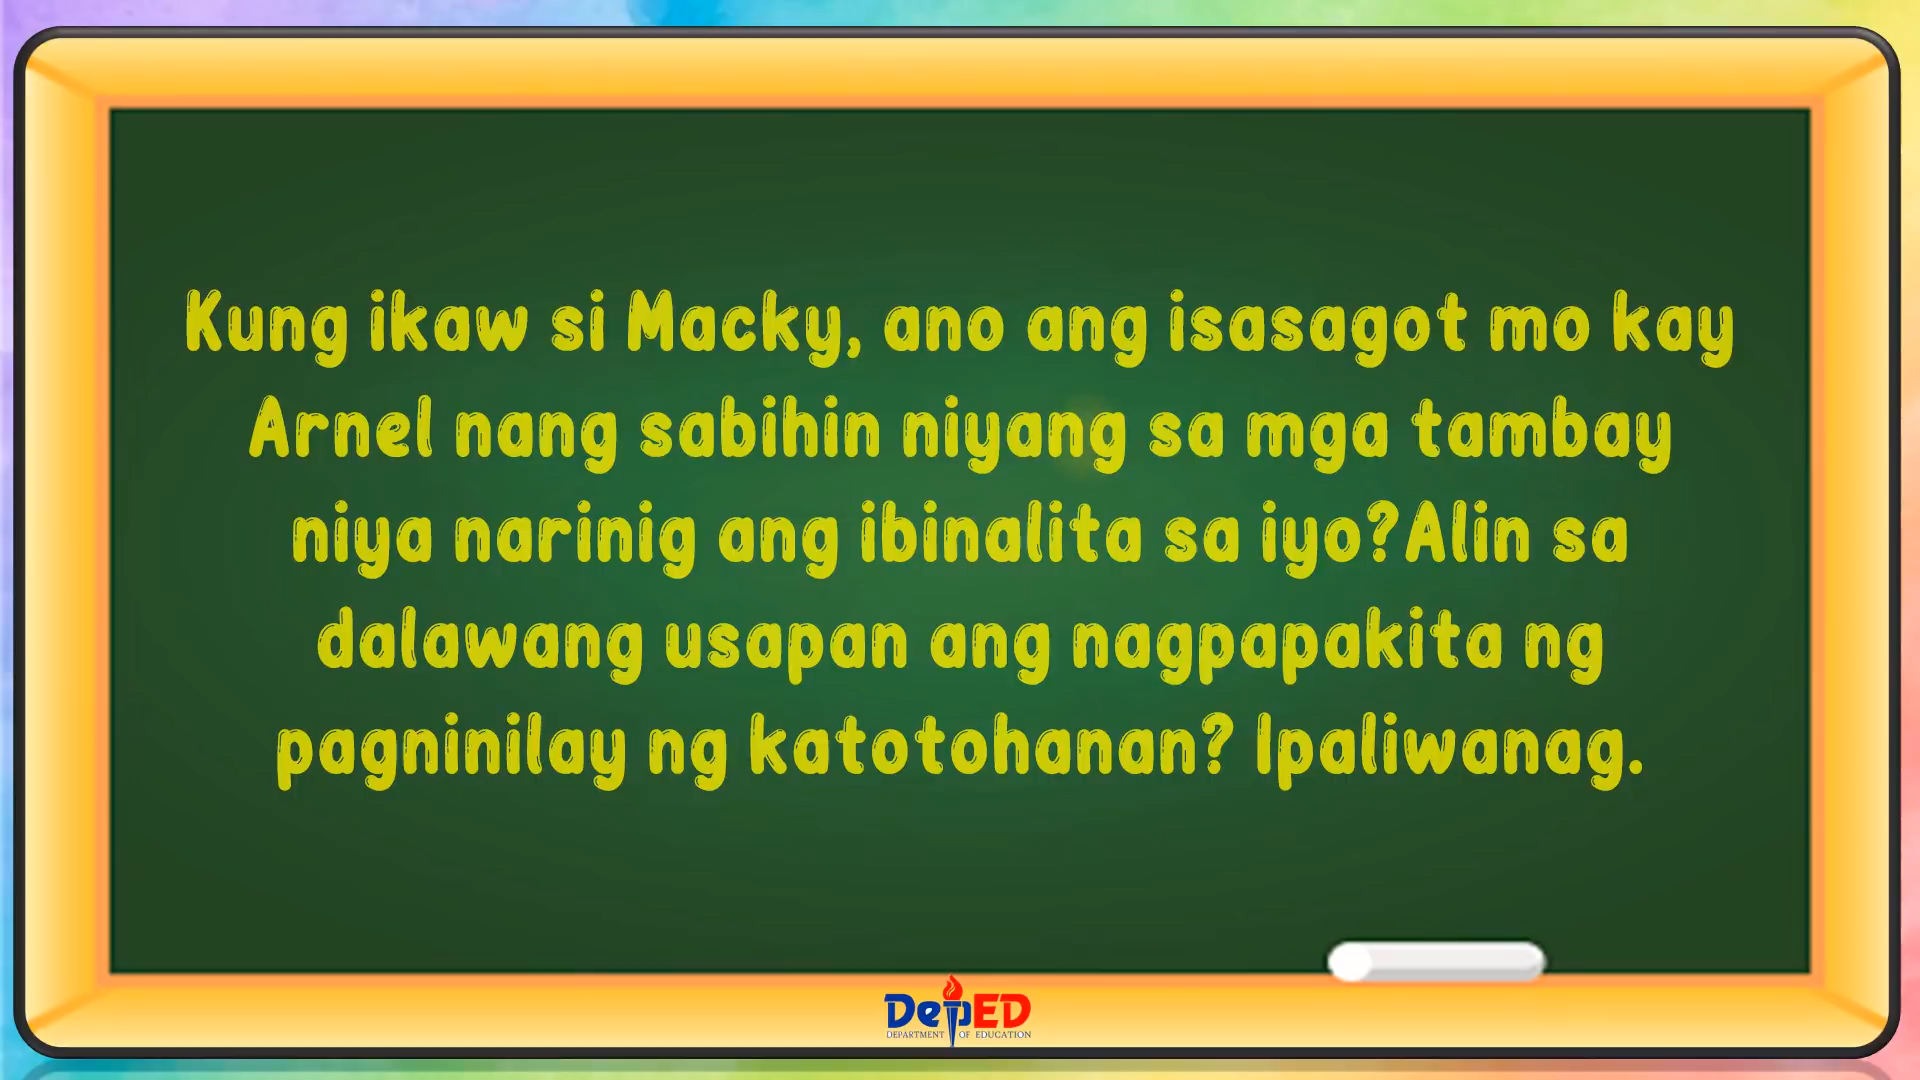 Kung ikaw si Macky, ano ang isasagot mo kay
Arnel nang sabihin niyang sa mga tambay
niya narinig ang ibinalita sa iyo?Alin sa
dalawang usapan ang nagpapakita ng
pagninilay ng katotohanan? Ipaliwanag.
DepED
DEPARTMENT OF EDUCATION